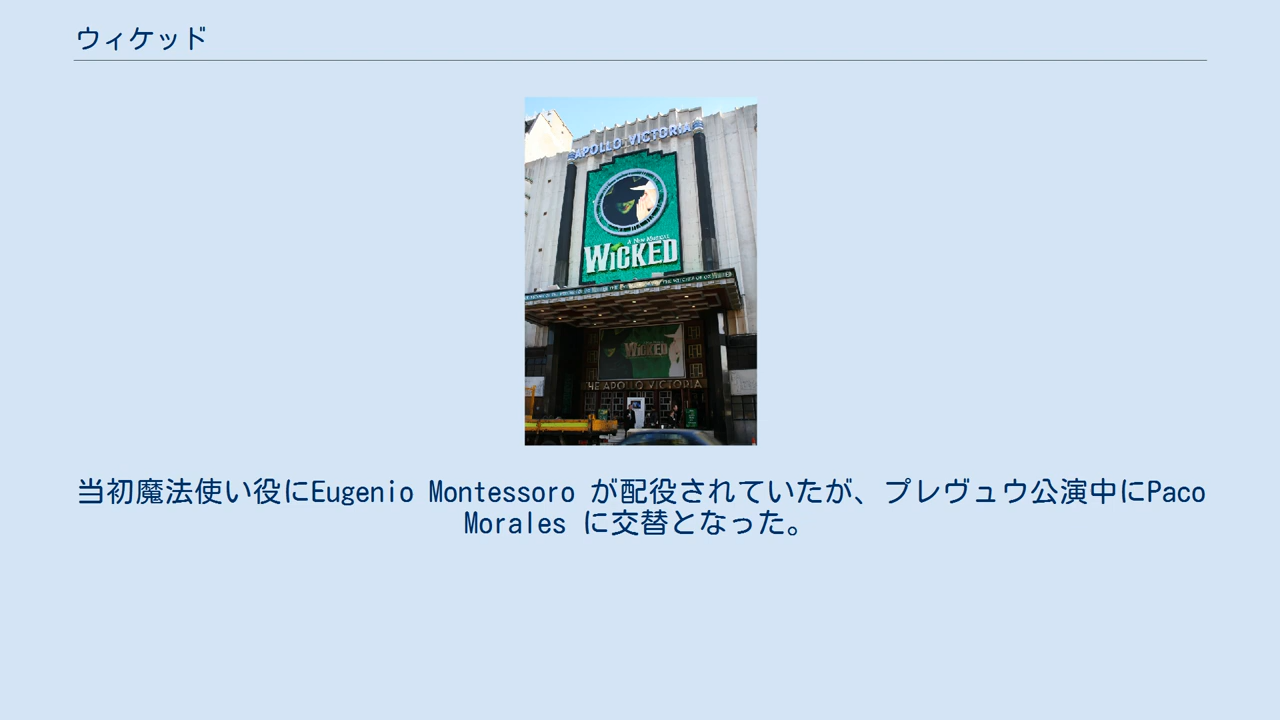 ウィケッド
APOLLO VICTORIA
A NEW MUSICAL
WICKED
WICKED
THE APOLLO VICTORIA
当初魔法使い役にEugenio Montessoro が配役されていたが、プレヴュウ公演中にPaco
Morales に交替となった。